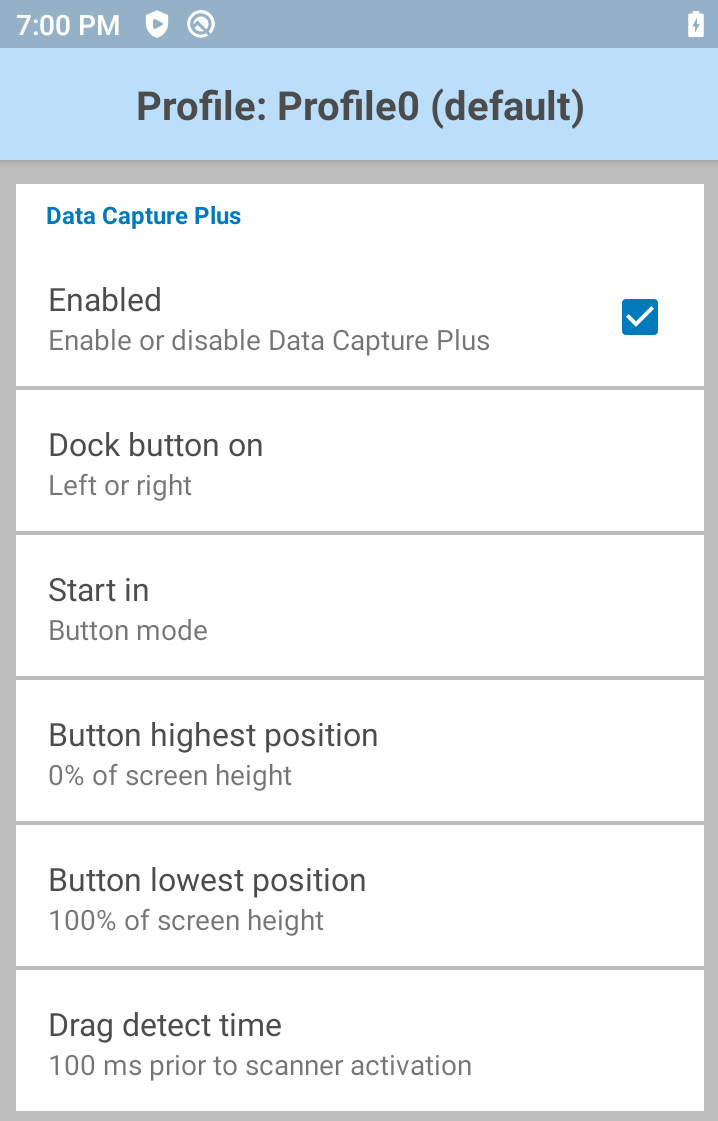 7:00 PM
Profile: Profile0 (default)
Data Capture Plus
Enabled
Enable or disable Data Capture Plus
Dock button on
Left or right
Start in
Button mode
Button highest position
0% of screen height
Button lowest position
100% of screen height
Drag detect time
100 ms prior to scanner activation